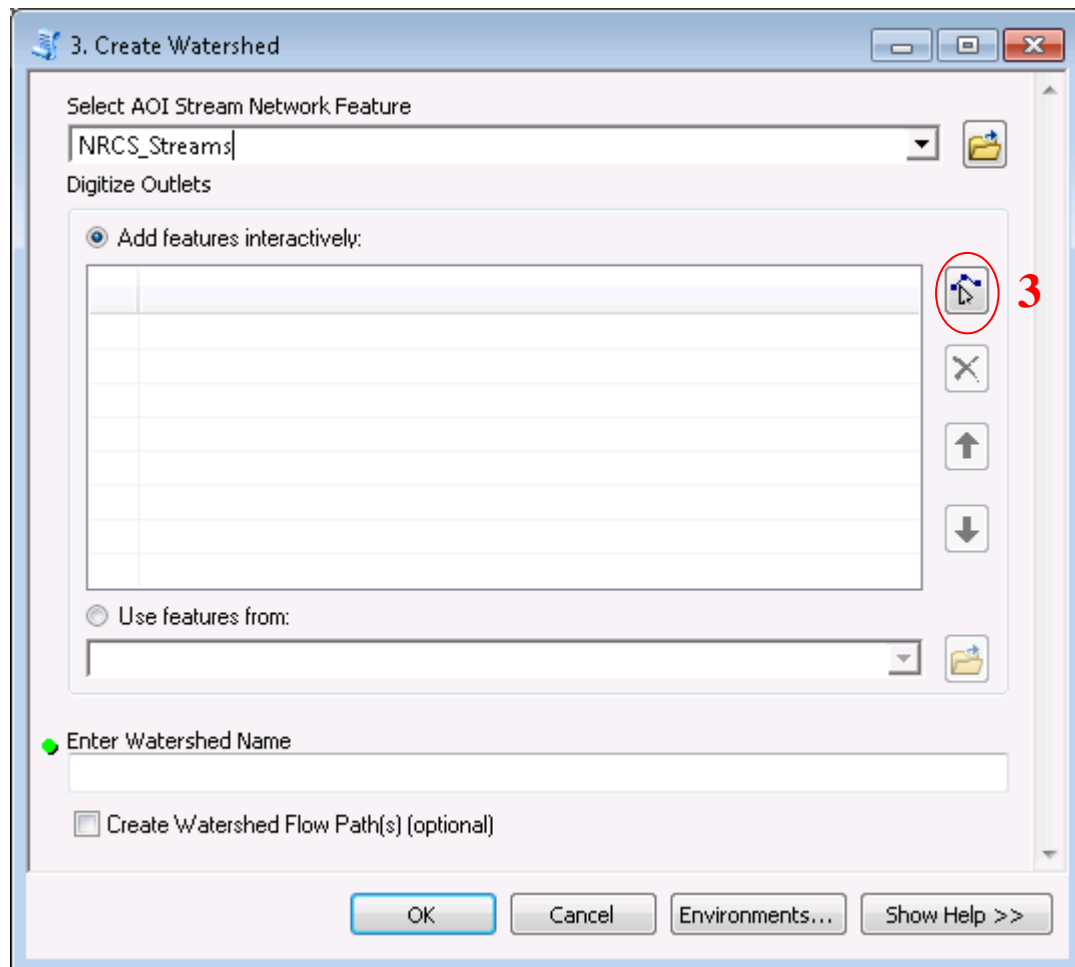 3. Create Watershed
Select AOI Stream Network Feature
NRCS_Streams
Digitize Outlets
Add features interactively:
3
Use features from:
Enter Watershed Name
Create Watershed Flow Path(s) (optional)
OK Cancel Environments... Show Help >>